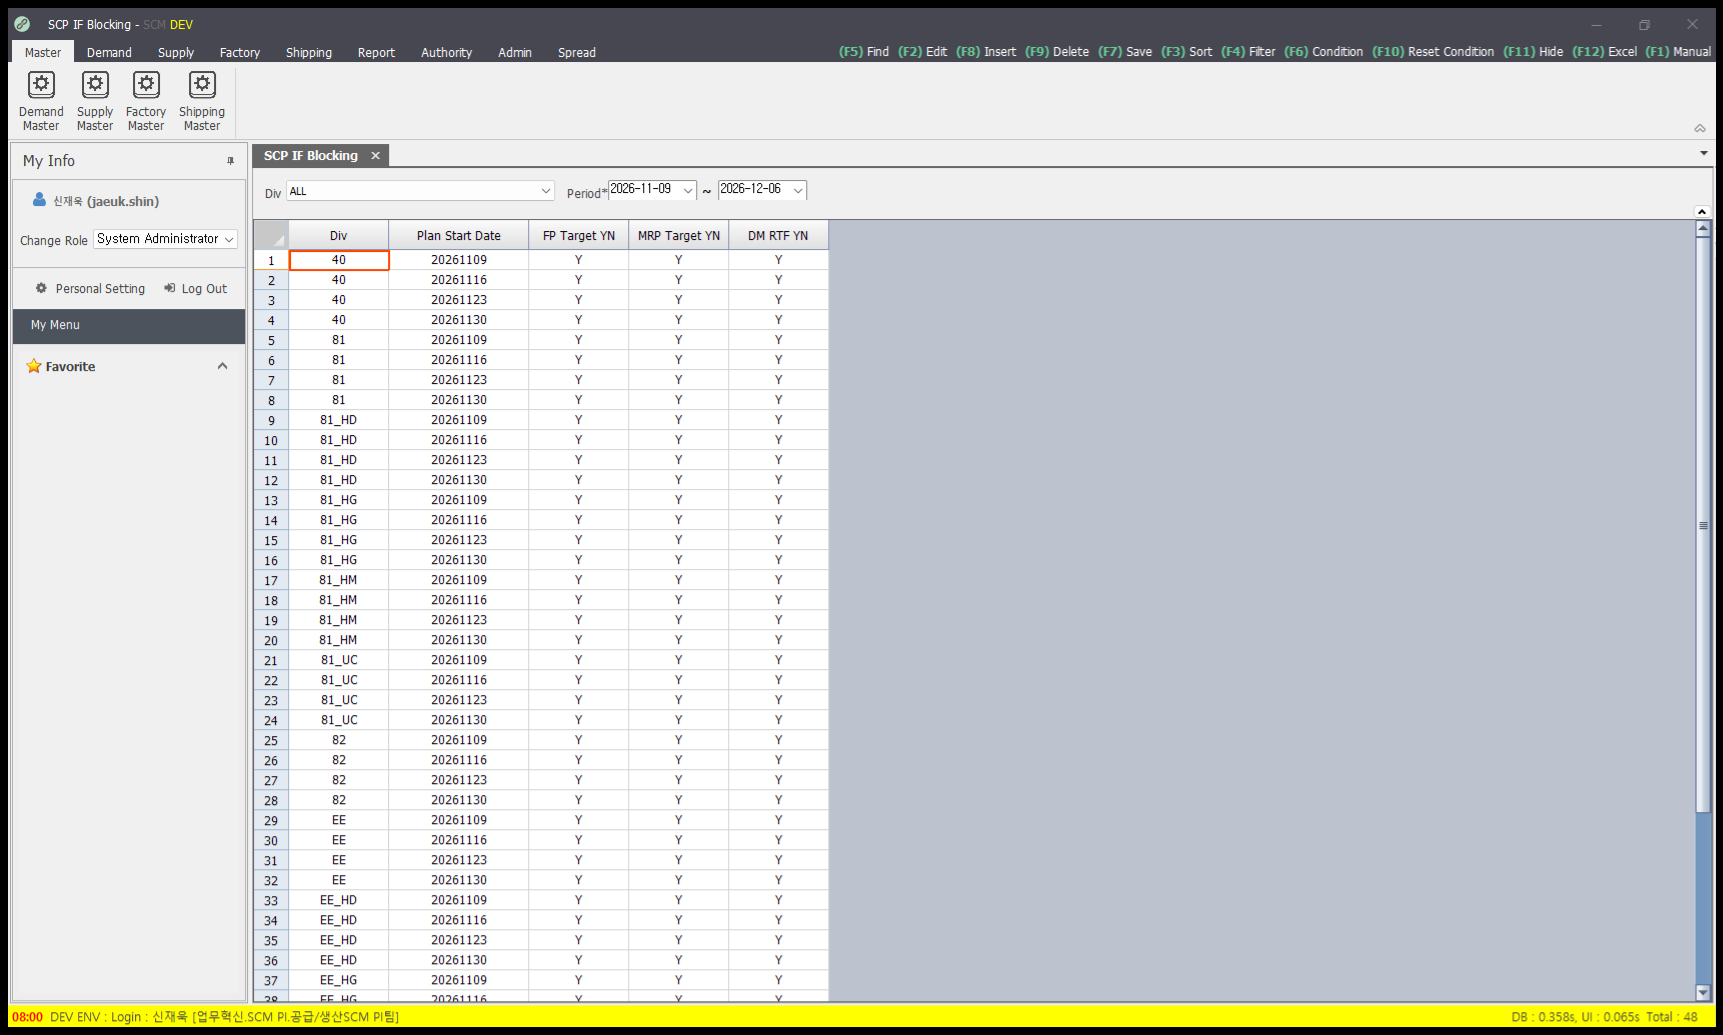 SCP IF Blocking - SCM DEV
Master Demand Supply Factory Shipping Report Authority Admin Spread (F5) Find (F2) Edit (F8) Insert (F9) Delete (F7) Save (F3) Sort (F4) Filter (F6) Condition (F10) Reset Condition (F11) Hide (F12) Excel (F1) Manual
Demand Master Supply Master Factory Master Shipping Master
My Info
신재욱 (jaeuk.shin)
Change Role System Administrator
Personal Setting Log Out
My Menu
Favorite
SCP IF Blocking
Div ALL Period* 2026-11-09 ~ 2026-12-06
Div Plan Start Date FP Target YN MRP Target YN DM RTF YN
1 40 20261109 Y Y Y
2 40 20261116 Y Y Y
3 40 20261123 Y Y Y
4 40 20261130 Y Y Y
5 81 20261109 Y Y Y
6 81 20261116 Y Y Y
7 81 20261123 Y Y Y
8 81 20261130 Y Y Y
9 81_HD 20261109 Y Y Y
10 81_HD 20261116 Y Y Y
11 81_HD 20261123 Y Y Y
12 81_HD 20261130 Y Y Y
13 81_HG 20261109 Y Y Y
14 81_HG 20261116 Y Y Y
15 81_HG 20261123 Y Y Y
16 81_HG 20261130 Y Y Y
17 81_HM 20261109 Y Y Y
18 81_HM 20261116 Y Y Y
19 81_HM 20261123 Y Y Y
20 81_HM 20261130 Y Y Y
21 81_UC 20261109 Y Y Y
22 81_UC 20261116 Y Y Y
23 81_UC 20261123 Y Y Y
24 81_UC 20261130 Y Y Y
25 82 20261109 Y Y Y
26 82 20261116 Y Y Y
27 82 20261123 Y Y Y
28 82 20261130 Y Y Y
29 EE 20261109 Y Y Y
30 EE 20261116 Y Y Y
31 EE 20261123 Y Y Y
32 EE 20261130 Y Y Y
33 EE_HD 20261109 Y Y Y
34 EE_HD 20261116 Y Y Y
35 EE_HD 20261123 Y Y Y
36 EE_HD 20261130 Y Y Y
37 EE_HG 20261109 Y Y Y
38 EE_HG 20261116 Y Y Y
08:00 DEV ENV : Login : 신재욱 [업무혁신.SCM PI.공급/생산SCM PI팀] DB : 0.358s, UI : 0.065s Total : 48